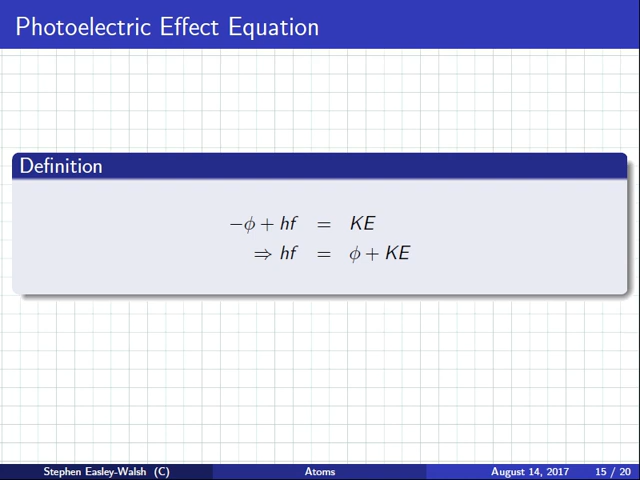 Photoelectric Effect Equation
Definition
−ϕ + hf = KE
⇒ hf = ϕ + KE
Stephen Easley-Walsh (C) Atoms August 14, 2017 15 / 20